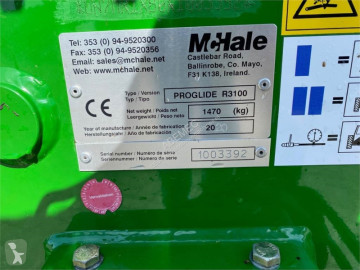 Tel: 353 (0) 94-9520300
Fax: 353 (0) 94-9520356
Email: sales@mchale.net
Web: www.mchale.net
McHale
Castlebar Road,
Ballinrobe, Co. Mayo,
F31 K138, Ireland.
CE
Type / Version
Typ / Tipo
PROGLIDE R3100
Net weight / Poids net
Leergewicht / Peso neto
1470 (kg)
Year of manufacture / Année de fabrication
Herstellungsjahr / Año de fabricación
Serial number / Numéro de série
Seriennummer / Numero de serie
1003392